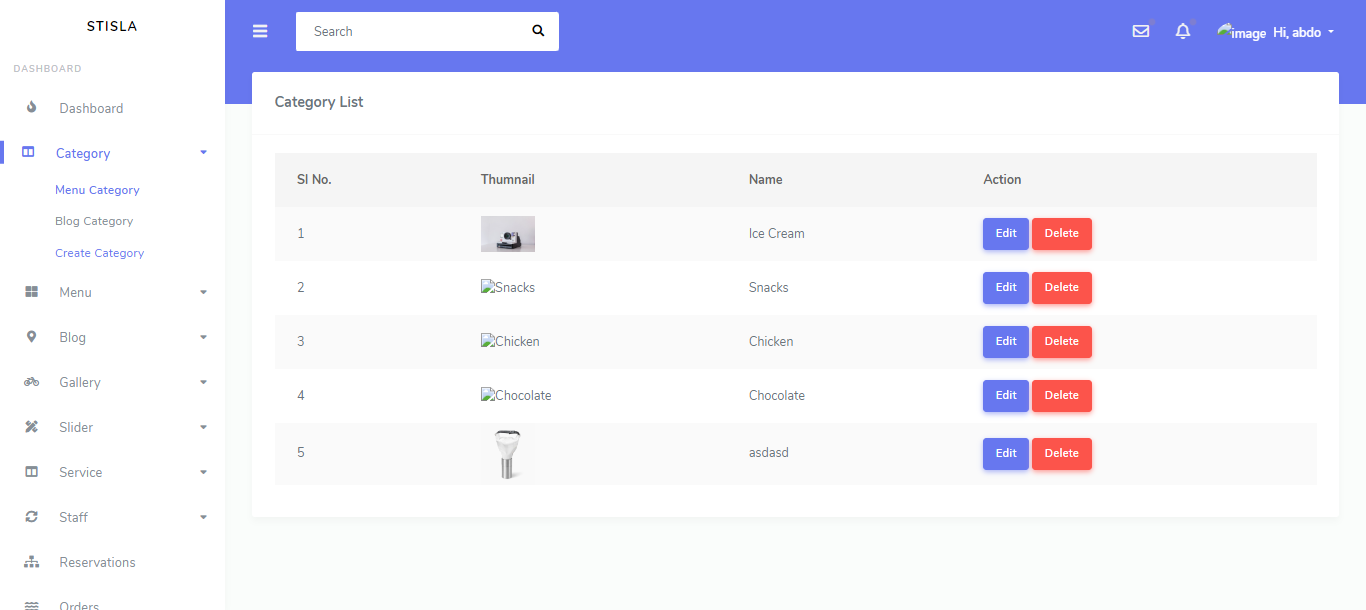 STISLA
Search
image Hi, abdo
DASHBOARD
Dashboard
Category
Menu Category
Blog Category
Create Category
Menu
Blog
Gallery
Slider
Service
Staff
Reservations
Orders
Category List
Sl No. Thumnail Name Action
1 Ice Cream Edit Delete
2 Snacks Snacks Edit Delete
3 Chicken Chicken Edit Delete
4 Chocolate Chocolate Edit Delete
5 asdasd Edit Delete